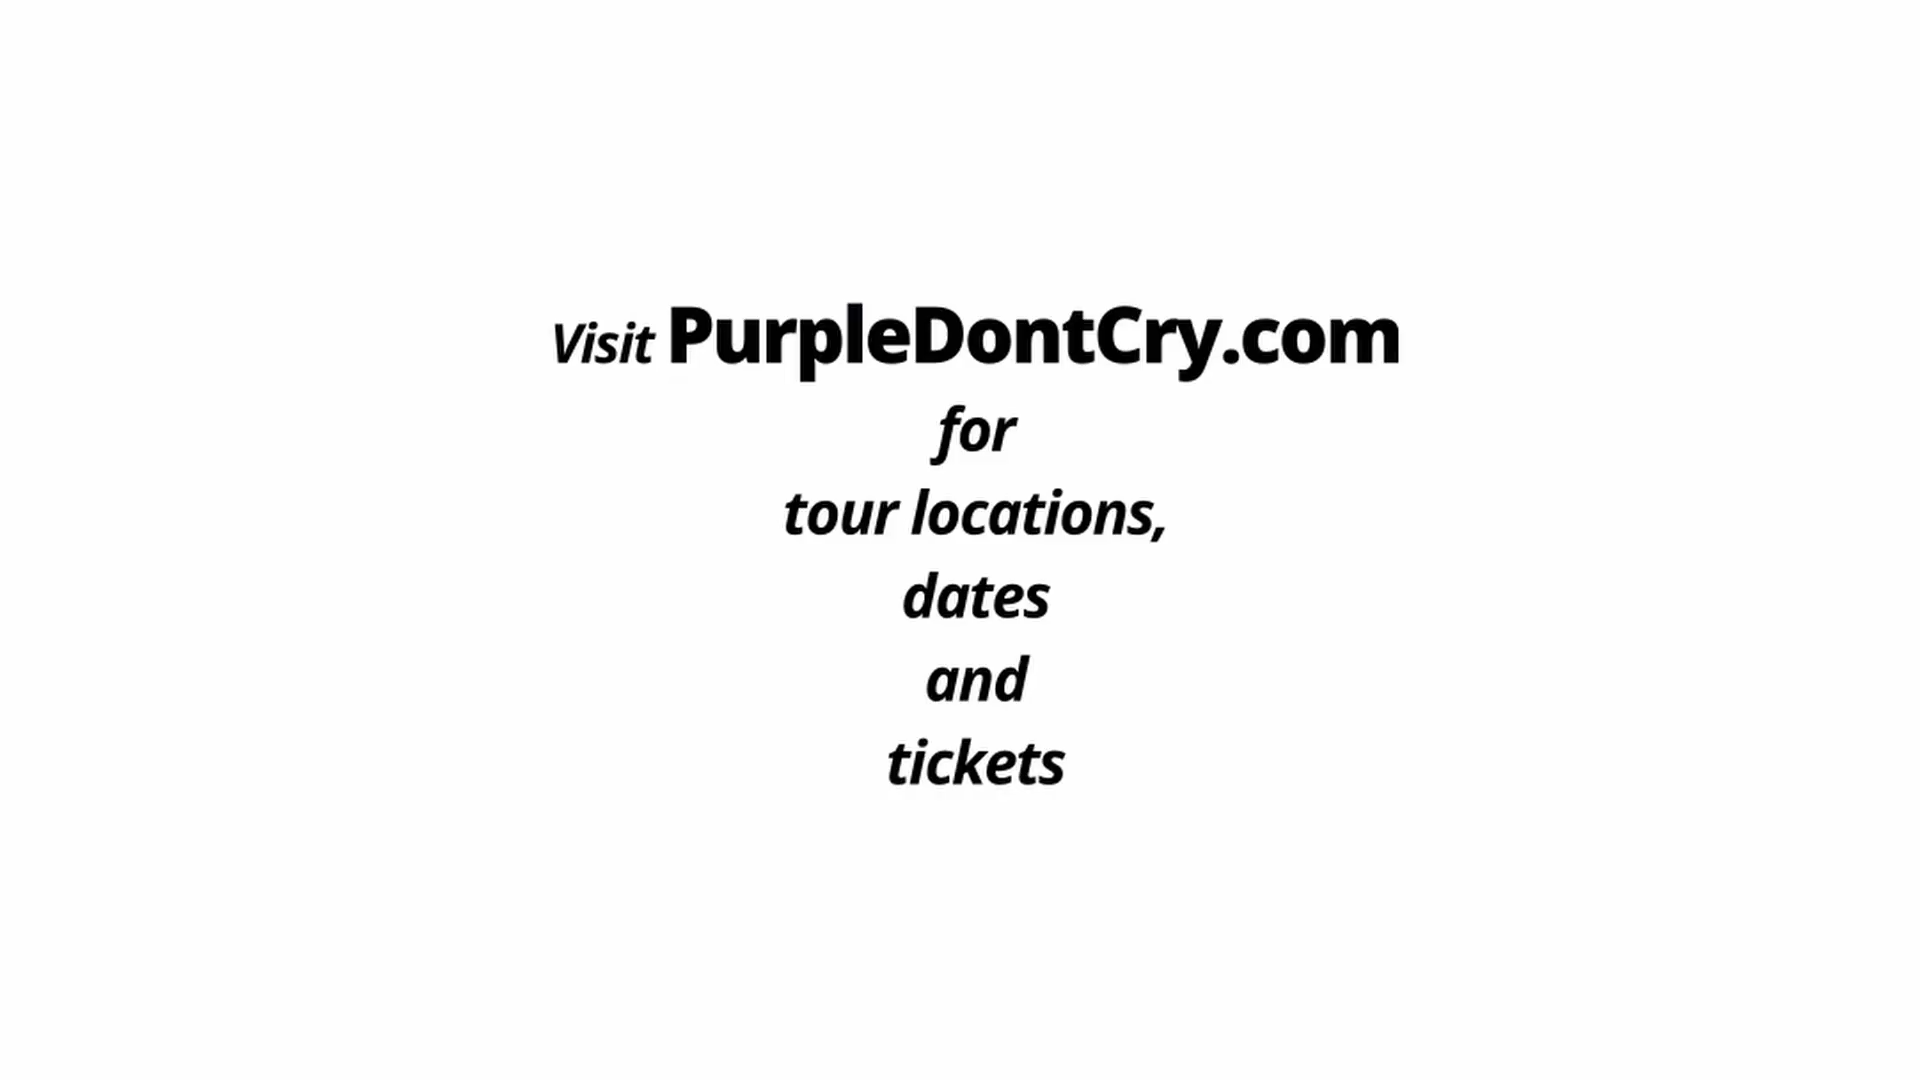 Visit PurpleDontCry.com
for
tour locations,
dates
and
tickets